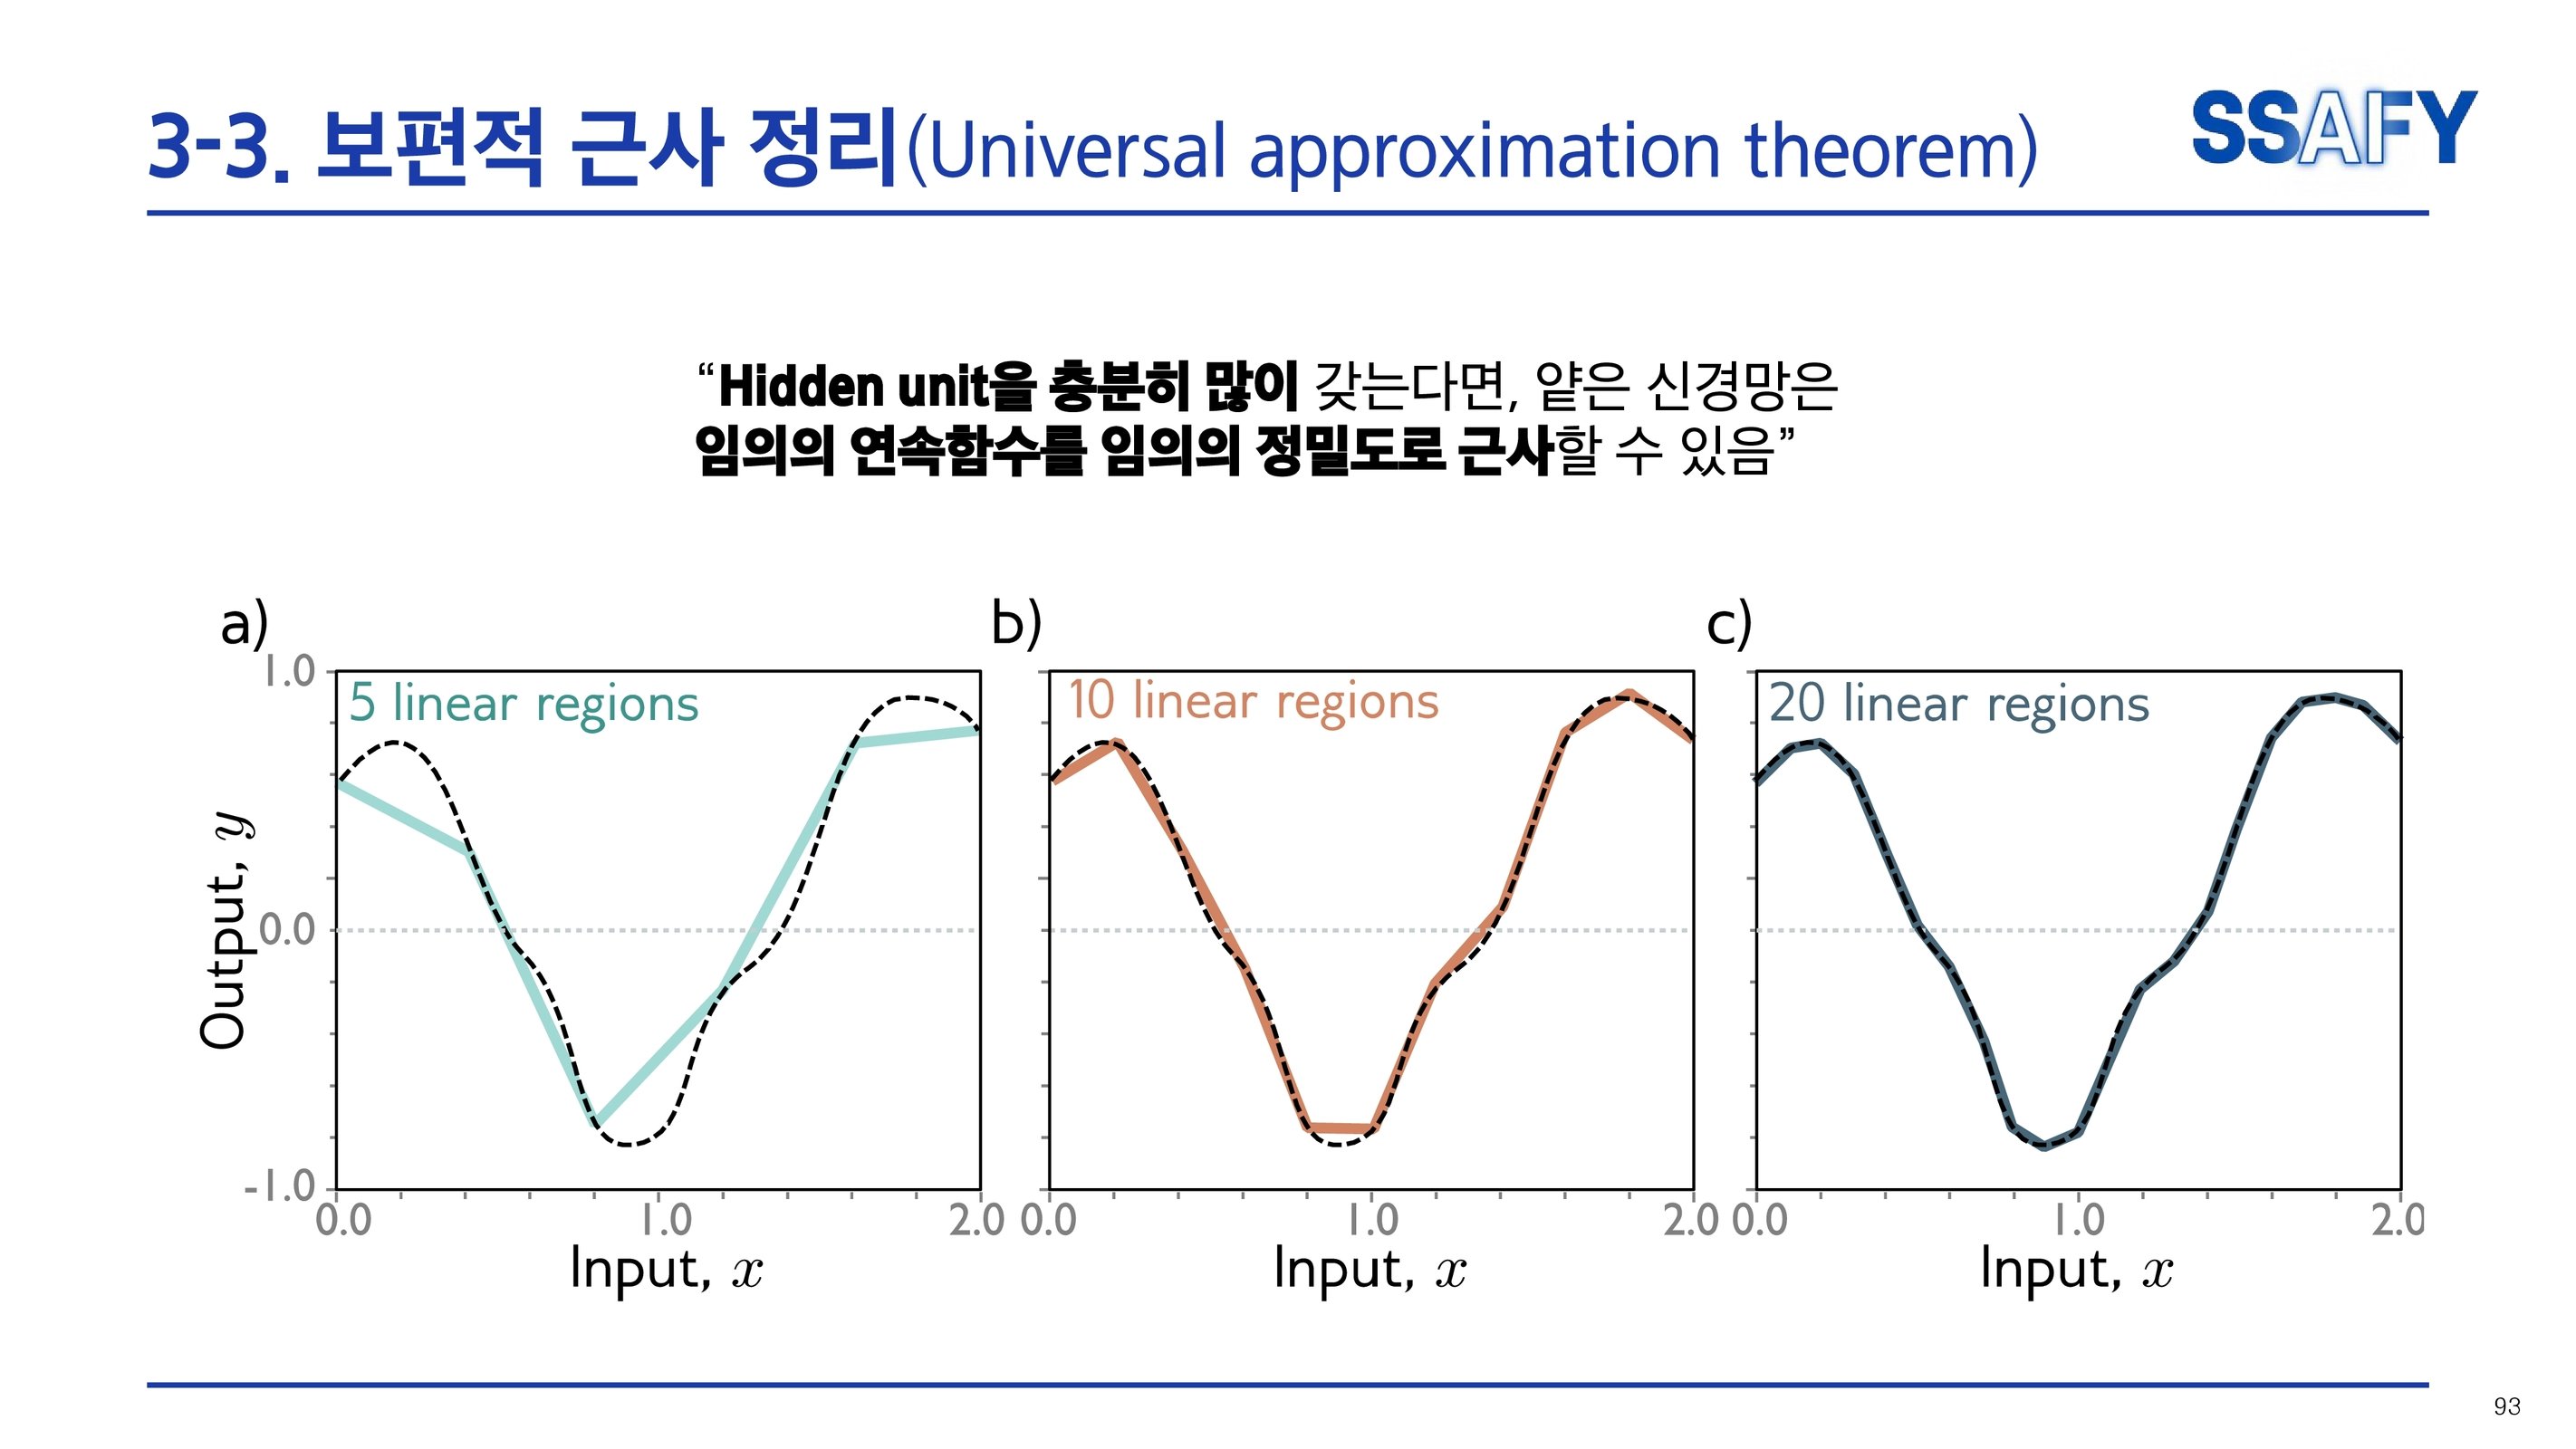 3-3. 보편적 근사 정리(Universal approximation theorem)
SSAFY
“Hidden unit을 충분히 많이 갖는다면, 얕은 신경망은
임의의 연속함수를 임의의 정밀도로 근사할 수 있음”
a)
b)
c)
5 linear regions
10 linear regions
20 linear regions
1.0
0.0
-1.0
Output, y
0.0 1.0 2.0
0.0 1.0 2.0
0.0 1.0 2.0
Input, x
Input, x
Input, x
93